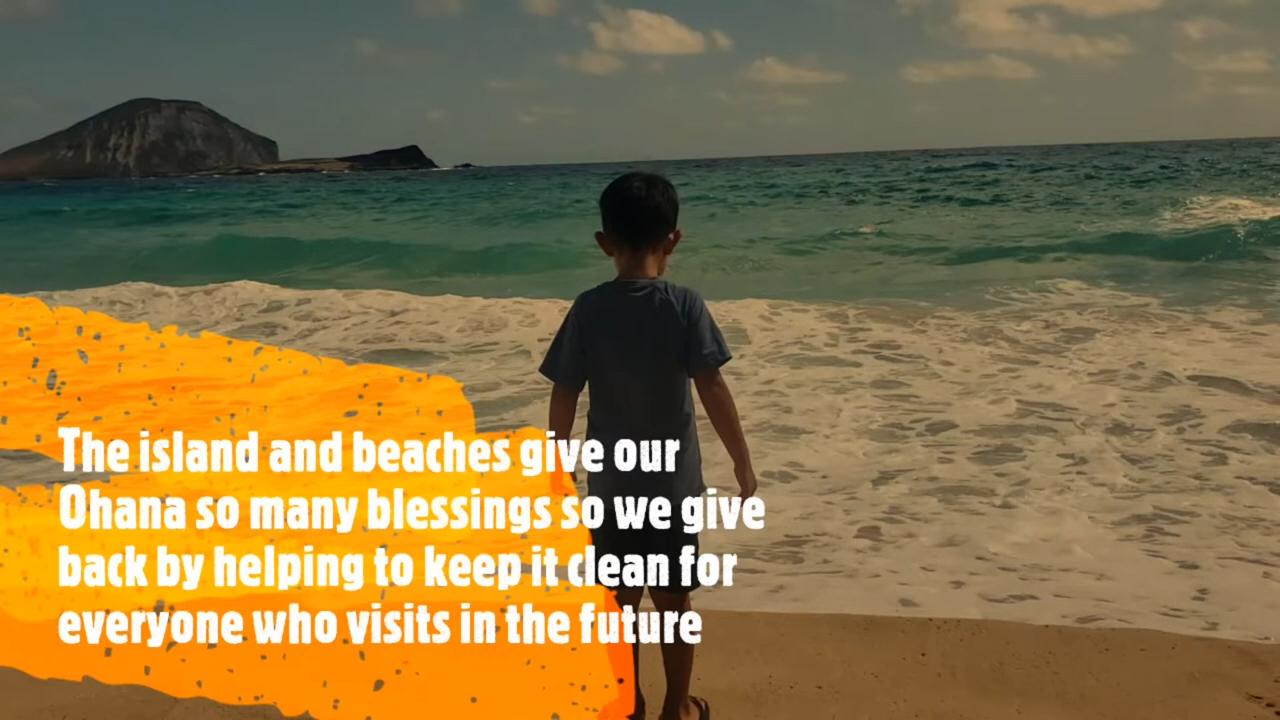 The island and beaches give our
Ohana so many blessings so we give
back by helping to keep it clean for
everyone who visits in the future